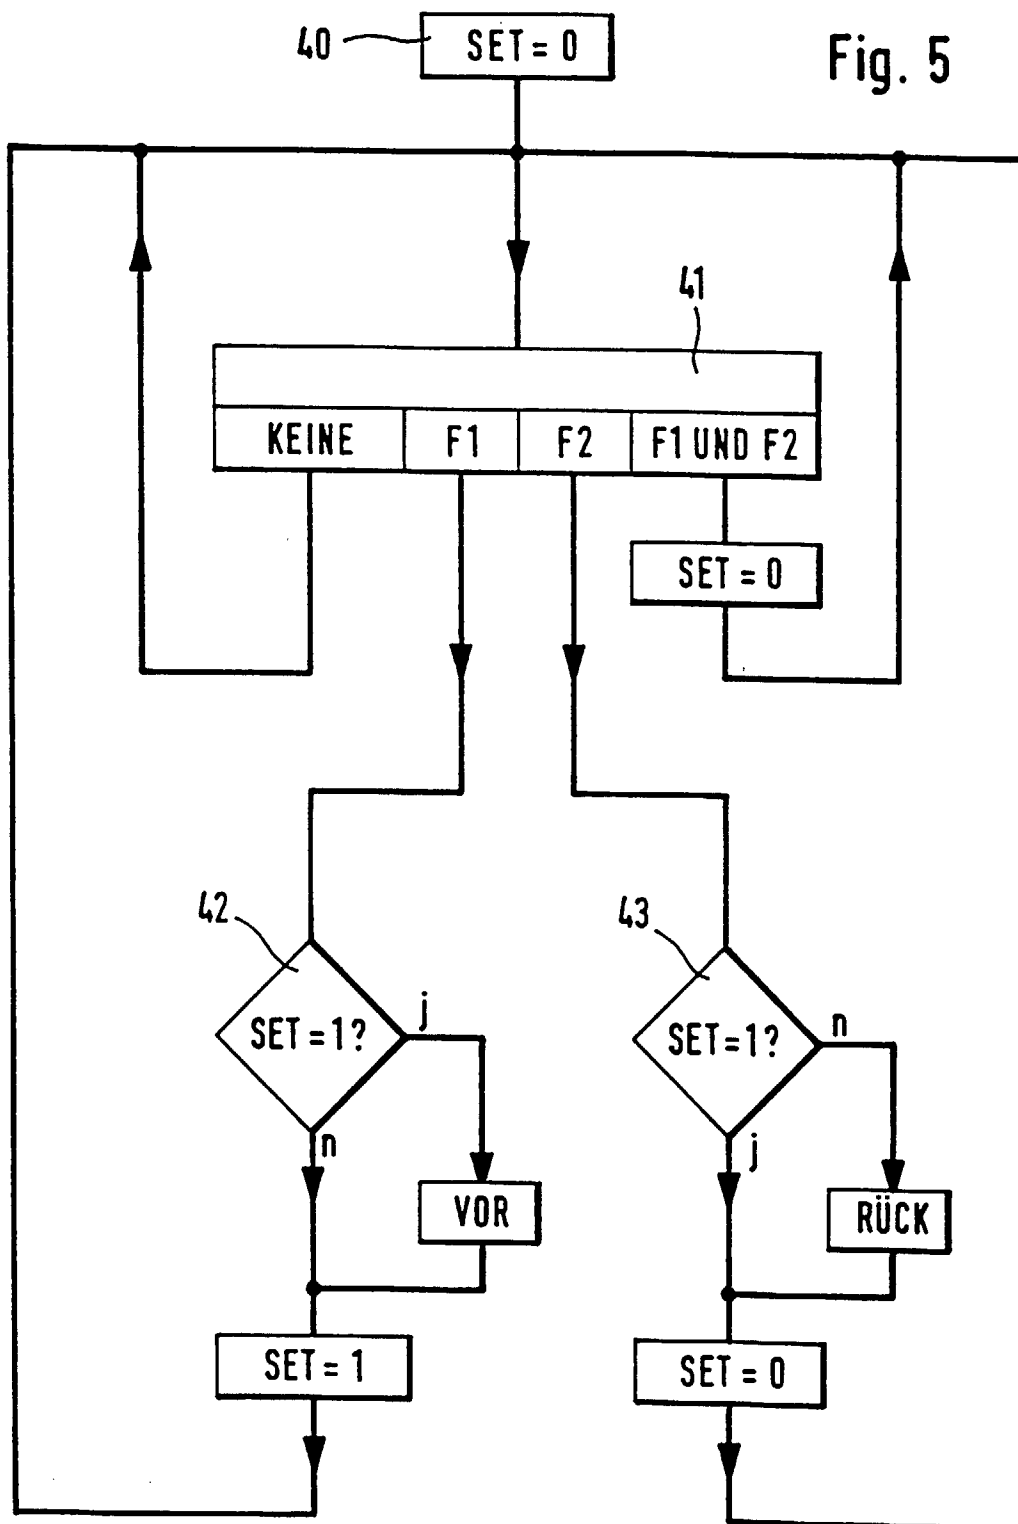 40
SET = 0
Fig. 5
41
KEINE
F1
F2
F1 UND F2
SET = 0
42
43
SET = 1?
j
n
SET = 1?
n
j
VOR
RÜCK
SET = 1
SET = 0